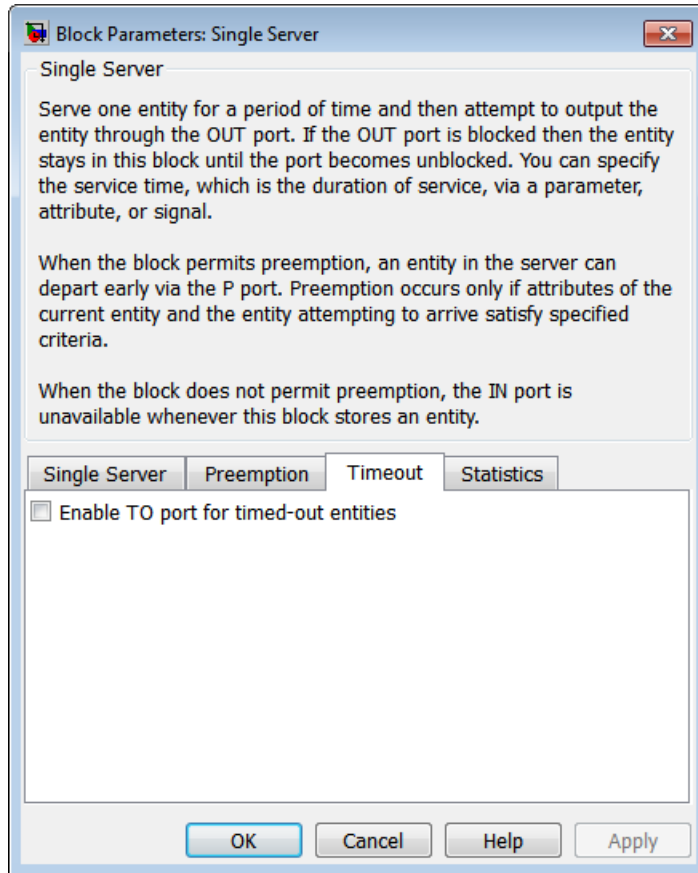 Block Parameters: Single Server
Single Server
Serve one entity for a period of time and then attempt to output the
entity through the OUT port. If the OUT port is blocked then the entity
stays in this block until the port becomes unblocked. You can specify
the service time, which is the duration of service, via a parameter,
attribute, or signal.
When the block permits preemption, an entity in the server can
depart early via the P port. Preemption occurs only if attributes of the
current entity and the entity attempting to arrive satisfy specified
criteria.
When the block does not permit preemption, the IN port is
unavailable whenever this block stores an entity.
Single Server Preemption Timeout Statistics
Enable TO port for timed-out entities
OK Cancel Help Apply